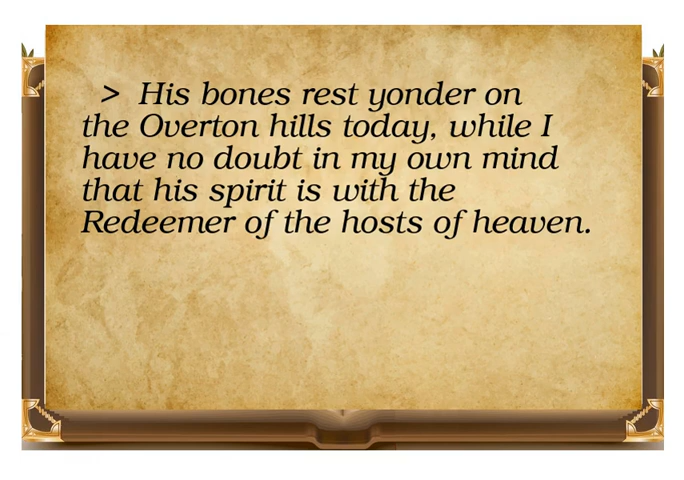 > His bones rest yonder on
the Overton hills today, while I
have no doubt in my own mind
that his spirit is with the
Redeemer of the hosts of heaven.